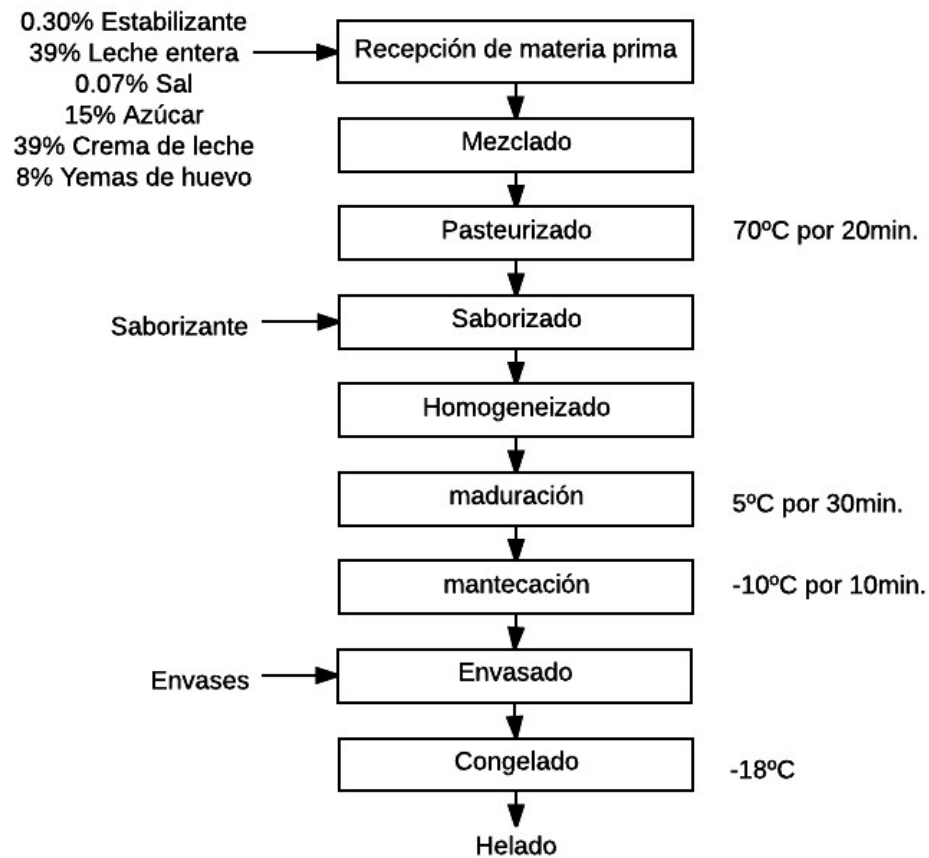 0.30% Estabilizante
39% Leche entera
0.07% Sal
15% Azúcar
39% Crema de leche
8% Yemas de huevo
Recepción de materia prima
Mezclado
Pasteurizado
70ºC por 20min.
Saborizante
Saborizado
Homogeneizado
maduración
5ºC por 30min.
mantecación
-10ºC por 10min.
Envases
Envasado
Congelado
-18ºC
Helado